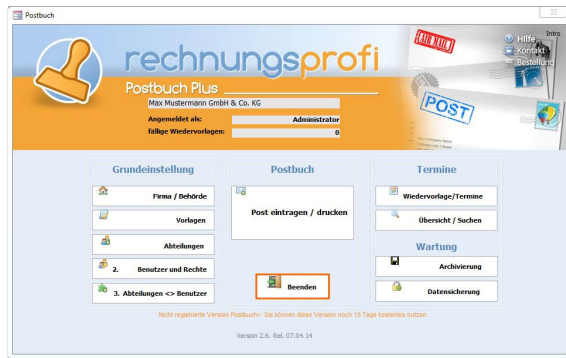 Postbuch
Intro
Hilfe
Kontakt
Bestellung
AIR MAIL
POST
rechnungsprofi
Postbuch Plus
Max Mustermann GmbH & Co. KG
Angemeldet als: Administrator
fällige Wiedervorlagen: 0
Grundeinstellung
Firma / Behörde
Vorlagen
Abteilungen
2. Benutzer und Rechte
3. Abteilungen <> Benutzer
Postbuch
Post eintragen / drucken
Beenden
Termine
Wiedervorlage/Termine
Übersicht / Suchen
Wartung
Archivierung
Datensicherung
Nicht registrierte Version Postbuch+. Sie können diese Version noch 15 Tage kostenlos nutzen.
Version 2.6. Rel. 07.04.14